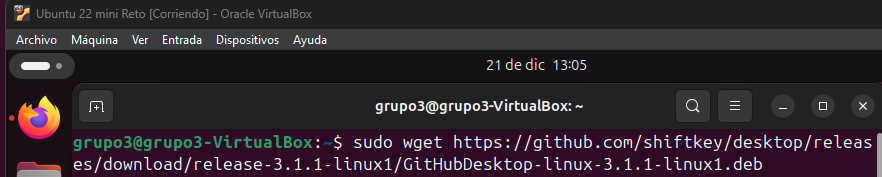 Ubuntu 22 mini Reto [Corriendo] - Oracle VirtualBox
Archivo Máquina Ver Entrada Dispositivos Ayuda
21 de dic 13:05
grupo3@grupo3-VirtualBox: ~
grupo3@grupo3-VirtualBox:~$ sudo wget https://github.com/shiftkey/desktop/releas
es/download/release-3.1.1-linux1/GitHubDesktop-linux-3.1.1-linux1.deb